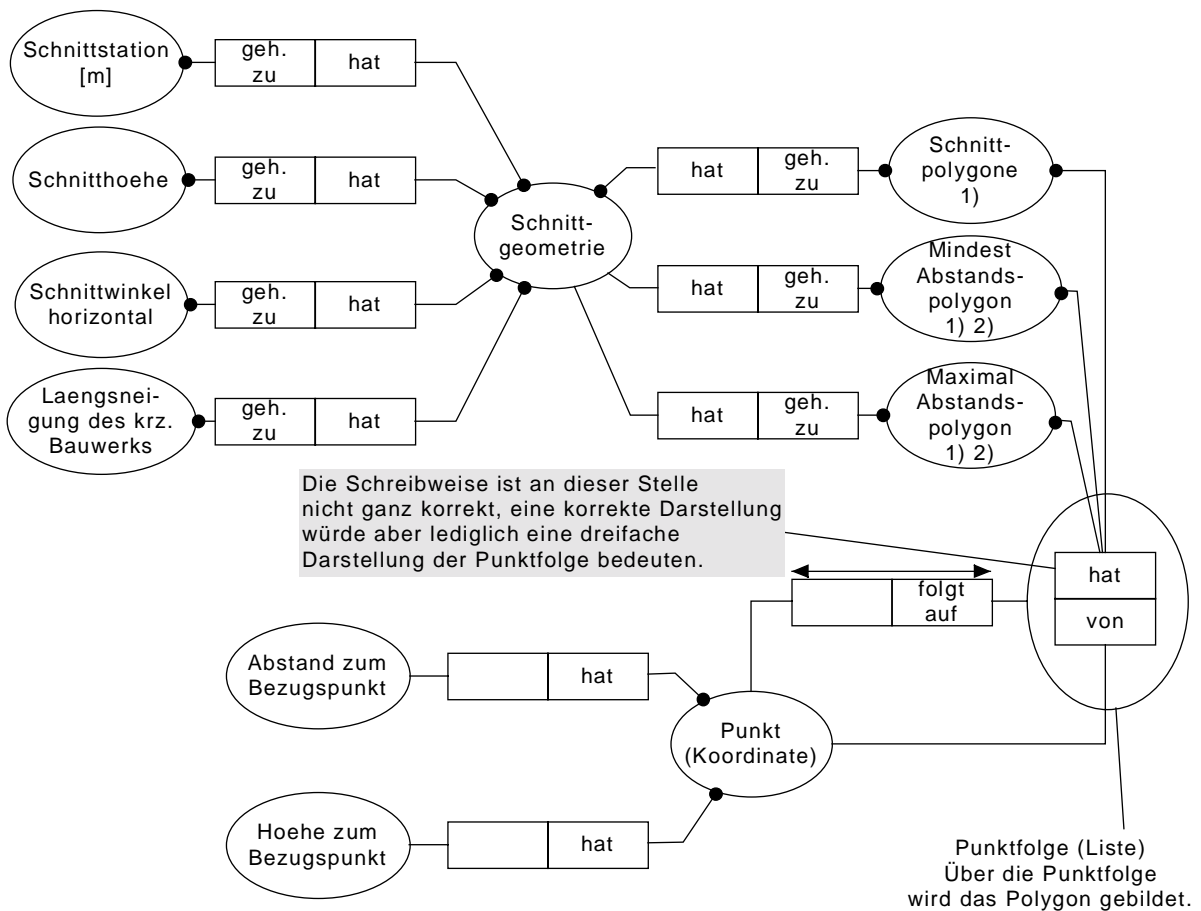 Schnittstation
[m]
geh.
zu
hat
Schnitthoehe
geh.
zu
hat
Schnittwinkel
horizontal
geh.
zu
hat
Laengsnei-
gung des krz.
Bauwerks
geh.
zu
hat
Schnitt-
geometrie
hat
geh.
zu
Schnitt-
polygone
1)
hat
geh.
zu
Mindest
Abstands-
polygon
1) 2)
hat
geh.
zu
Maximal
Abstands-
polygon
1) 2)
Die Schreibweise ist an dieser Stelle
nicht ganz korrekt, eine korrekte Darstellung
würde aber lediglich eine dreifache
Darstellung der Punktfolge bedeuten.
folgt
auf
hat
von
Abstand zum
Bezugspunkt
hat
Punkt
(Koordinate)
Hoehe zum
Bezugspunkt
hat
Punktfolge (Liste)
Über die Punktfolge
wird das Polygon gebildet.